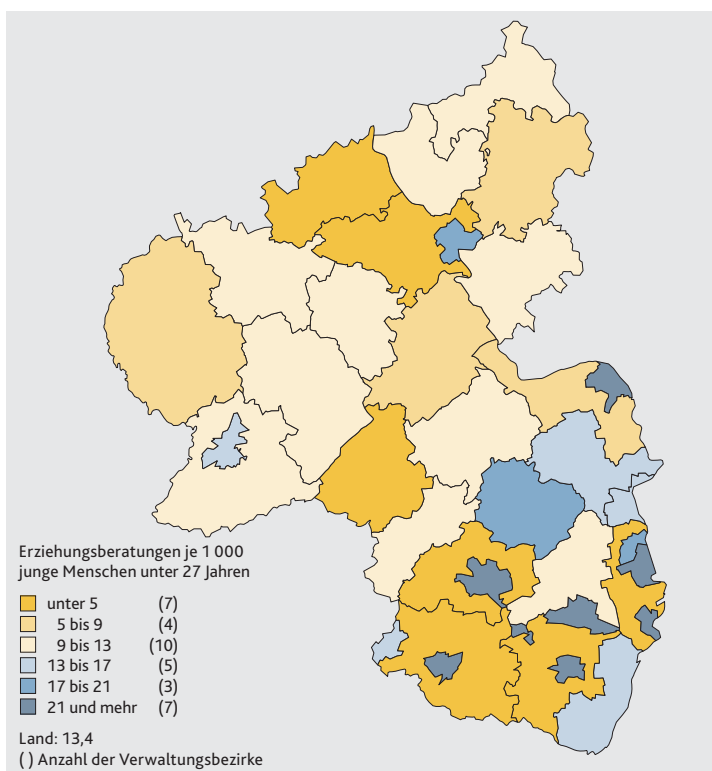 Erziehungsberatungen je 1 000
junge Menschen unter 27 Jahren
unter 5 (7)
5 bis 9 (4)
9 bis 13 (10)
13 bis 17 (5)
17 bis 21 (3)
21 und mehr (7)
Land: 13,4
( ) Anzahl der Verwaltungsbezirke